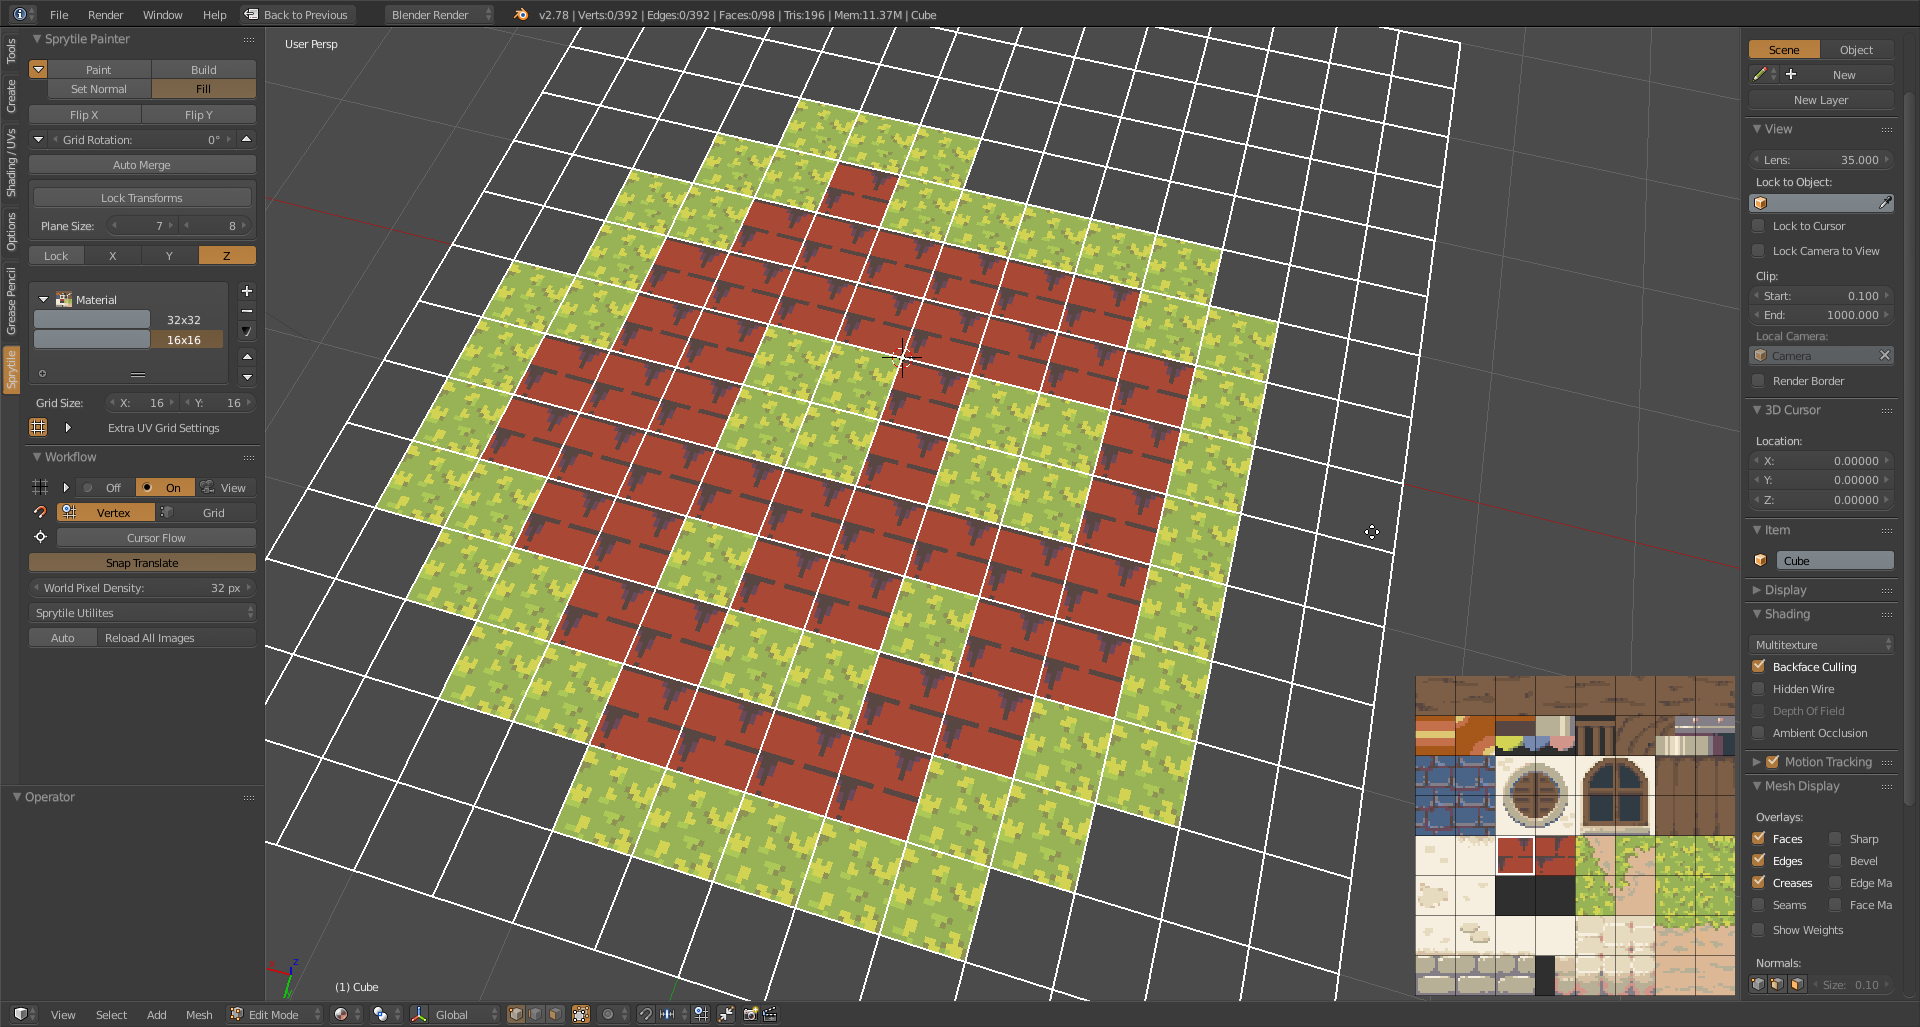 File Render Window Help Back to Previous Blender Render v2.78 | Verts:0/392 | Edges:0/392 | Faces:0/98 | Tris:196 | Mem:11.37M | Cube
Tools
Create
Shading / UVs
Options
Grease Pencil
Sprytile
Sprytile Painter
Paint Build
Set Normal Fill
Flip X Flip Y
Grid Rotation: 0°
Auto Merge
Lock Transforms
Plane Size: 7 8
Lock X Y Z
Material
32x32
16x16
Grid Size: X: 16 Y: 16
Extra UV Grid Settings
Workflow
Off On View
Vertex Grid
Cursor Flow
Snap Translate
World Pixel Density: 32 px
Sprytile Utilites
Auto Reload All Images
Operator
User Persp
(1) Cube
x
z
Scene Object
New
New Layer
View
Lens: 35.000
Lock to Object:
Lock to Cursor
Lock Camera to View
Clip:
Start: 0.100
End: 1000.000
Local Camera:
Camera
Render Border
3D Cursor
Location:
X: 0.00000
Y: 0.00000
Z: 0.00000
Item
Cube
Display
Shading
Multitexture
Backface Culling
Hidden Wire
Depth Of Field
Ambient Occlusion
Motion Tracking
Mesh Display
Overlays:
Faces Sharp
Edges Bevel
Creases Edge Ma
Seams Face Ma
Show Weights
Normals:
Size: 0.10
View Select Add Mesh Edit Mode Global